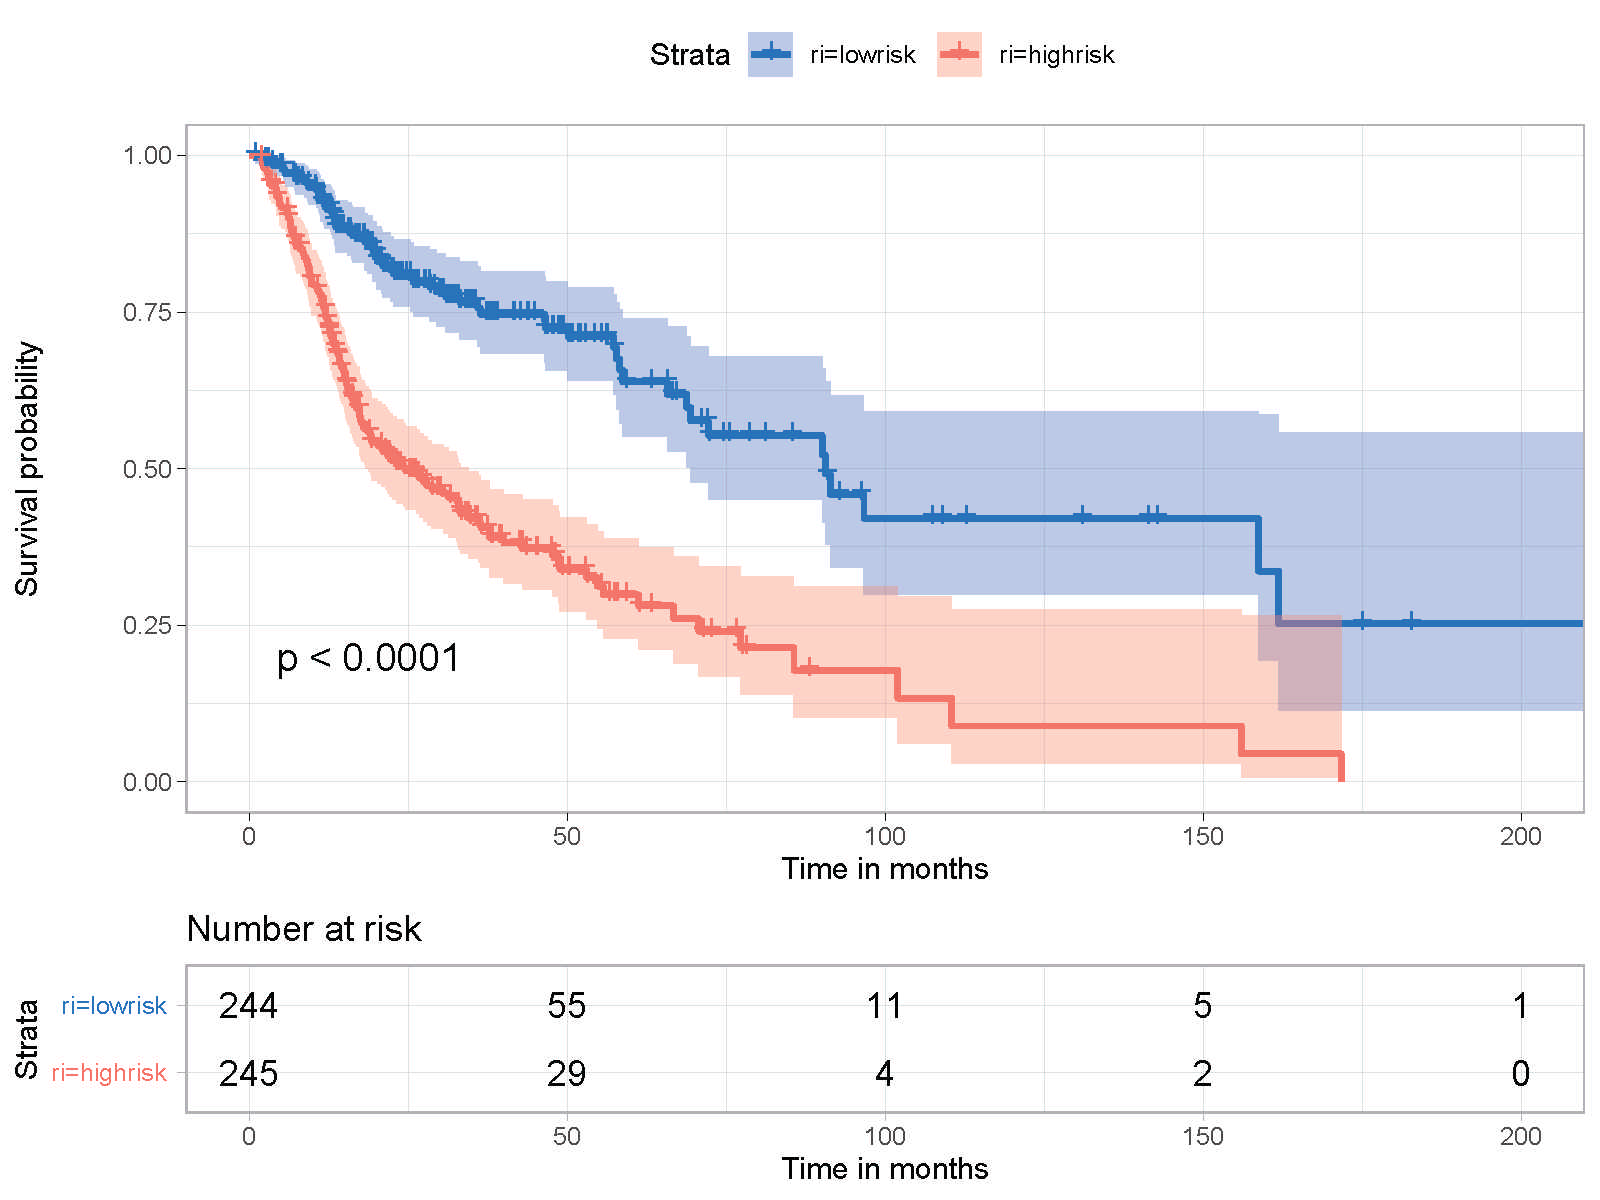 Strata ri=lowrisk ri=highrisk
1.00
0.75
0.50
0.25
0.00
Survival probability
p < 0.0001
0 50 100 150 200
Time in months
Number at risk
Strata
ri=lowrisk 244 55 11 5 1
ri=highrisk 245 29 4 2 0
0 50 100 150 200
Time in months